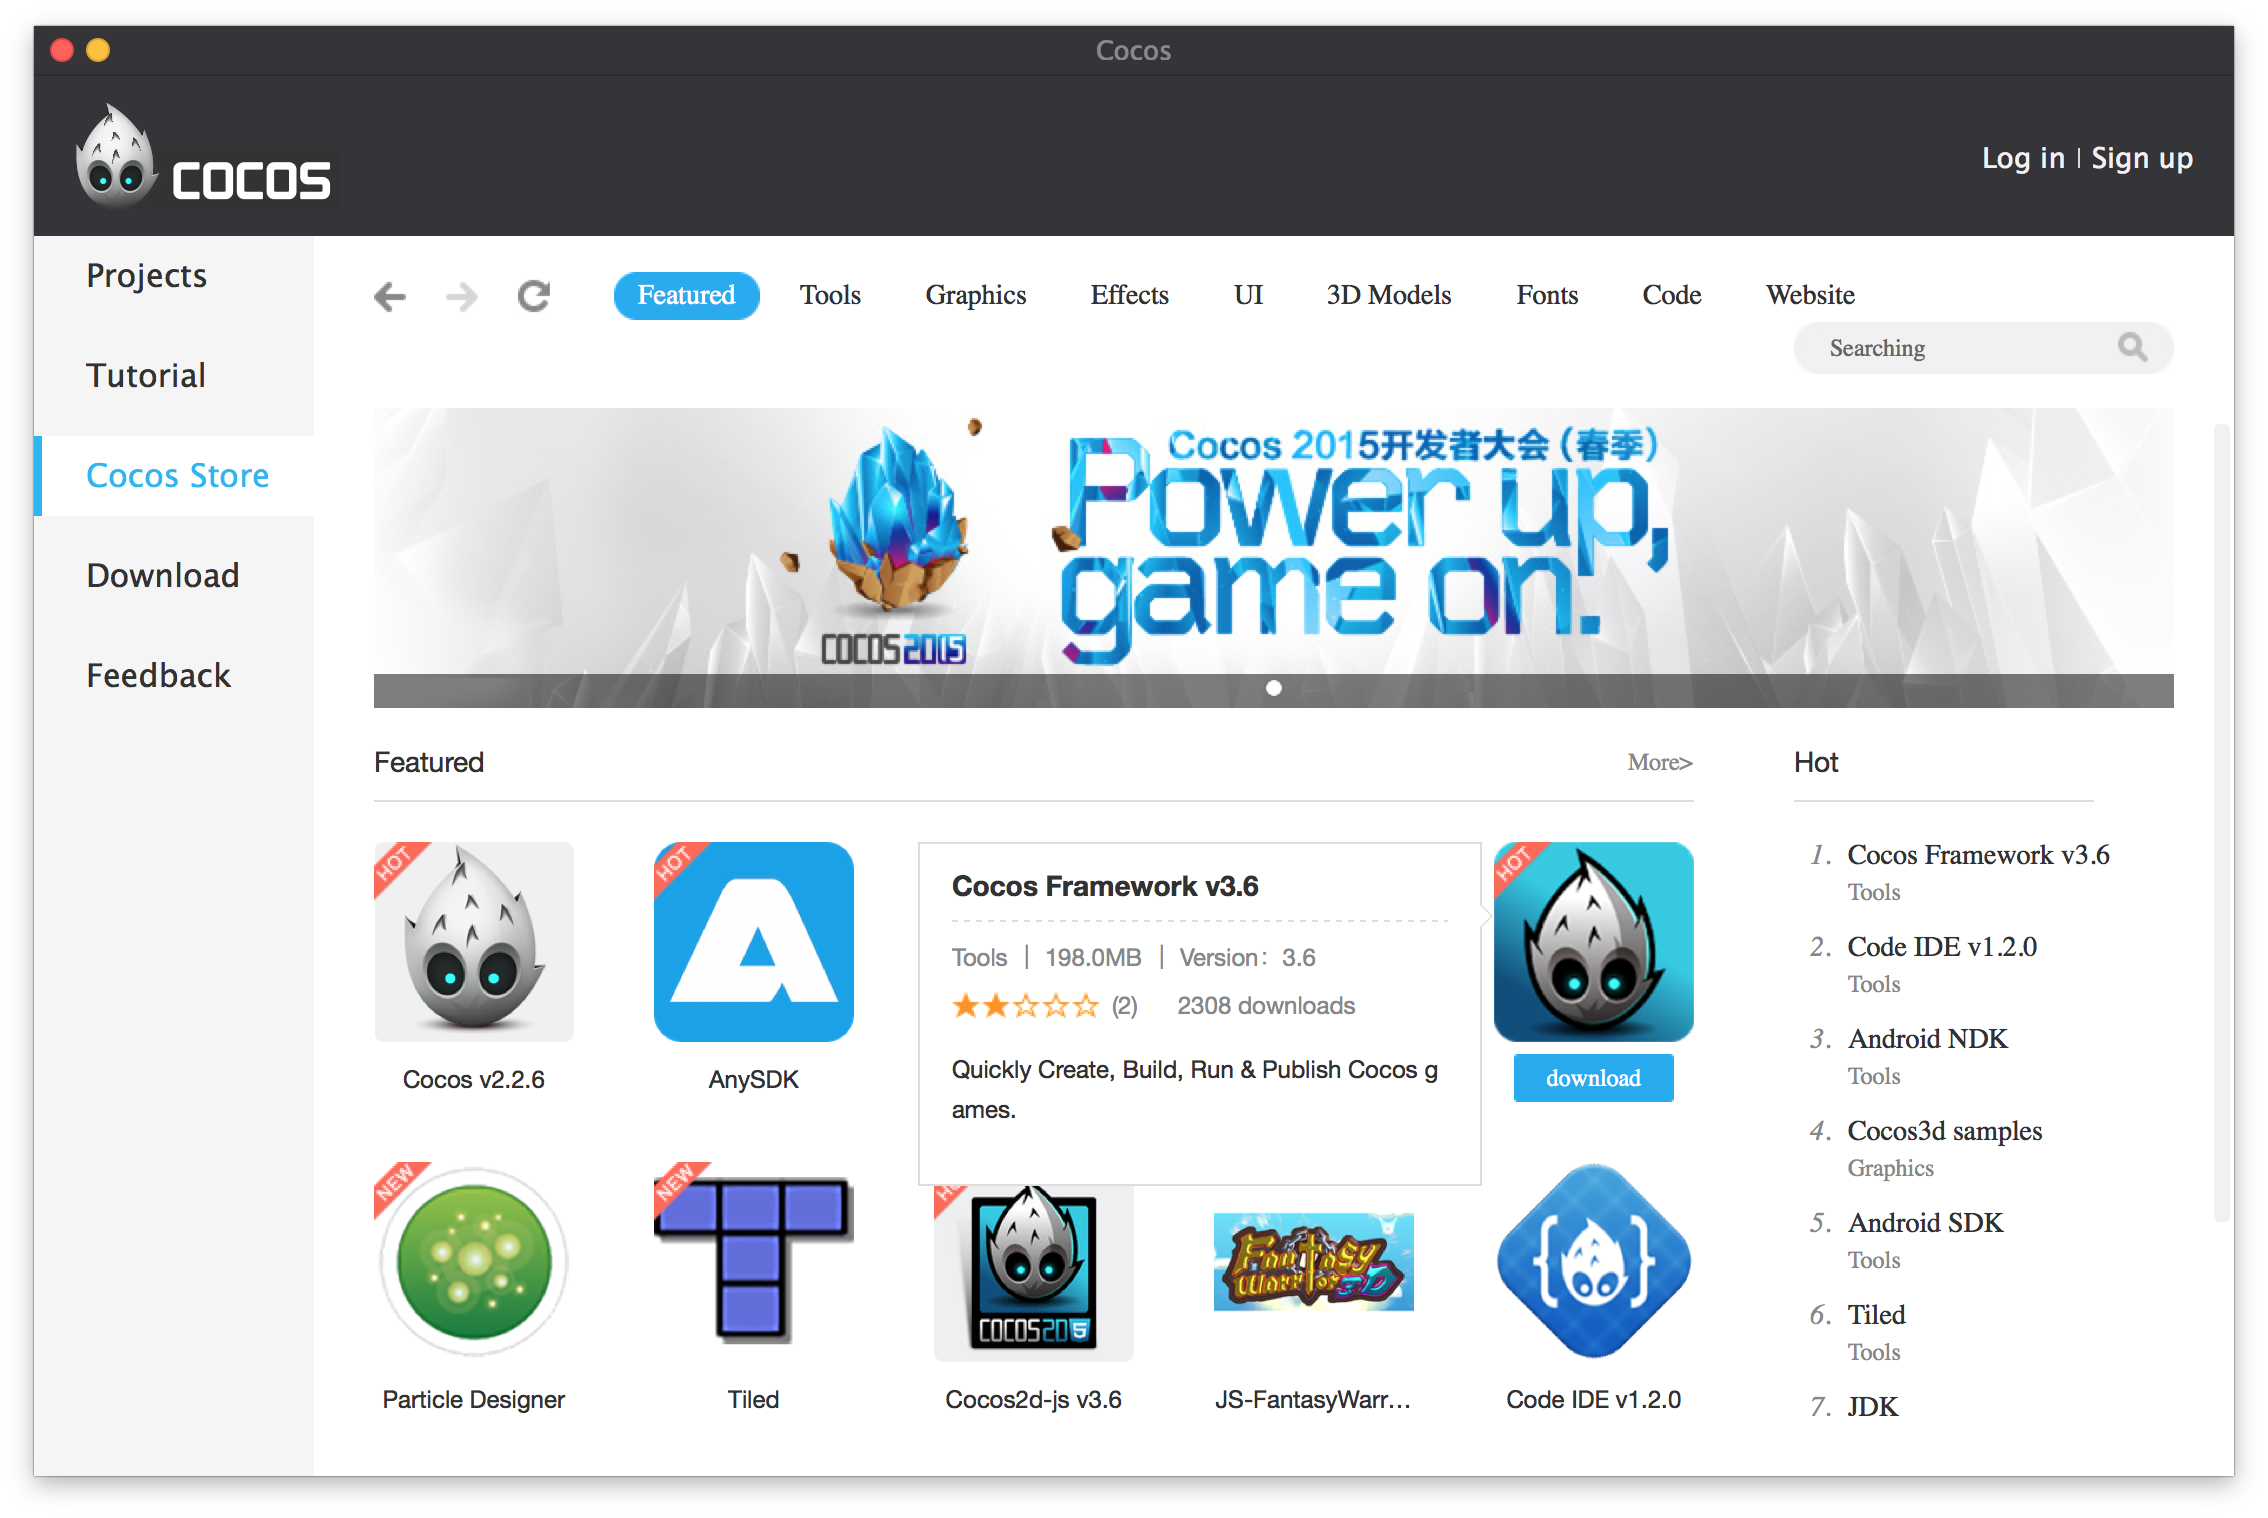 Cocos
COCOS
Log in | Sign up
Projects
Tutorial
Cocos Store
Download
Feedback
Featured Tools Graphics Effects UI 3D Models Fonts Code Website
Searching
Cocos 2015开发者大会（春季）
Power up,
game on.
COCOS2015
Featured
More>
HOT
Cocos v2.2.6
HOT
AnySDK
Cocos Framework v3.6
Tools | 198.0MB | Version：3.6
(2) 2308 downloads
Quickly Create, Build, Run & Publish Cocos g
ames.
HOT
download
NEW
Particle Designer
NEW
Tiled
COCOS2D 5
Cocos2d-js v3.6
Fantasy
Warrior 3D
JS-FantasyWarr...
Code IDE v1.2.0
Hot
1. Cocos Framework v3.6
Tools
2. Code IDE v1.2.0
Tools
3. Android NDK
Tools
4. Cocos3d samples
Graphics
5. Android SDK
Tools
6. Tiled
Tools
7. JDK